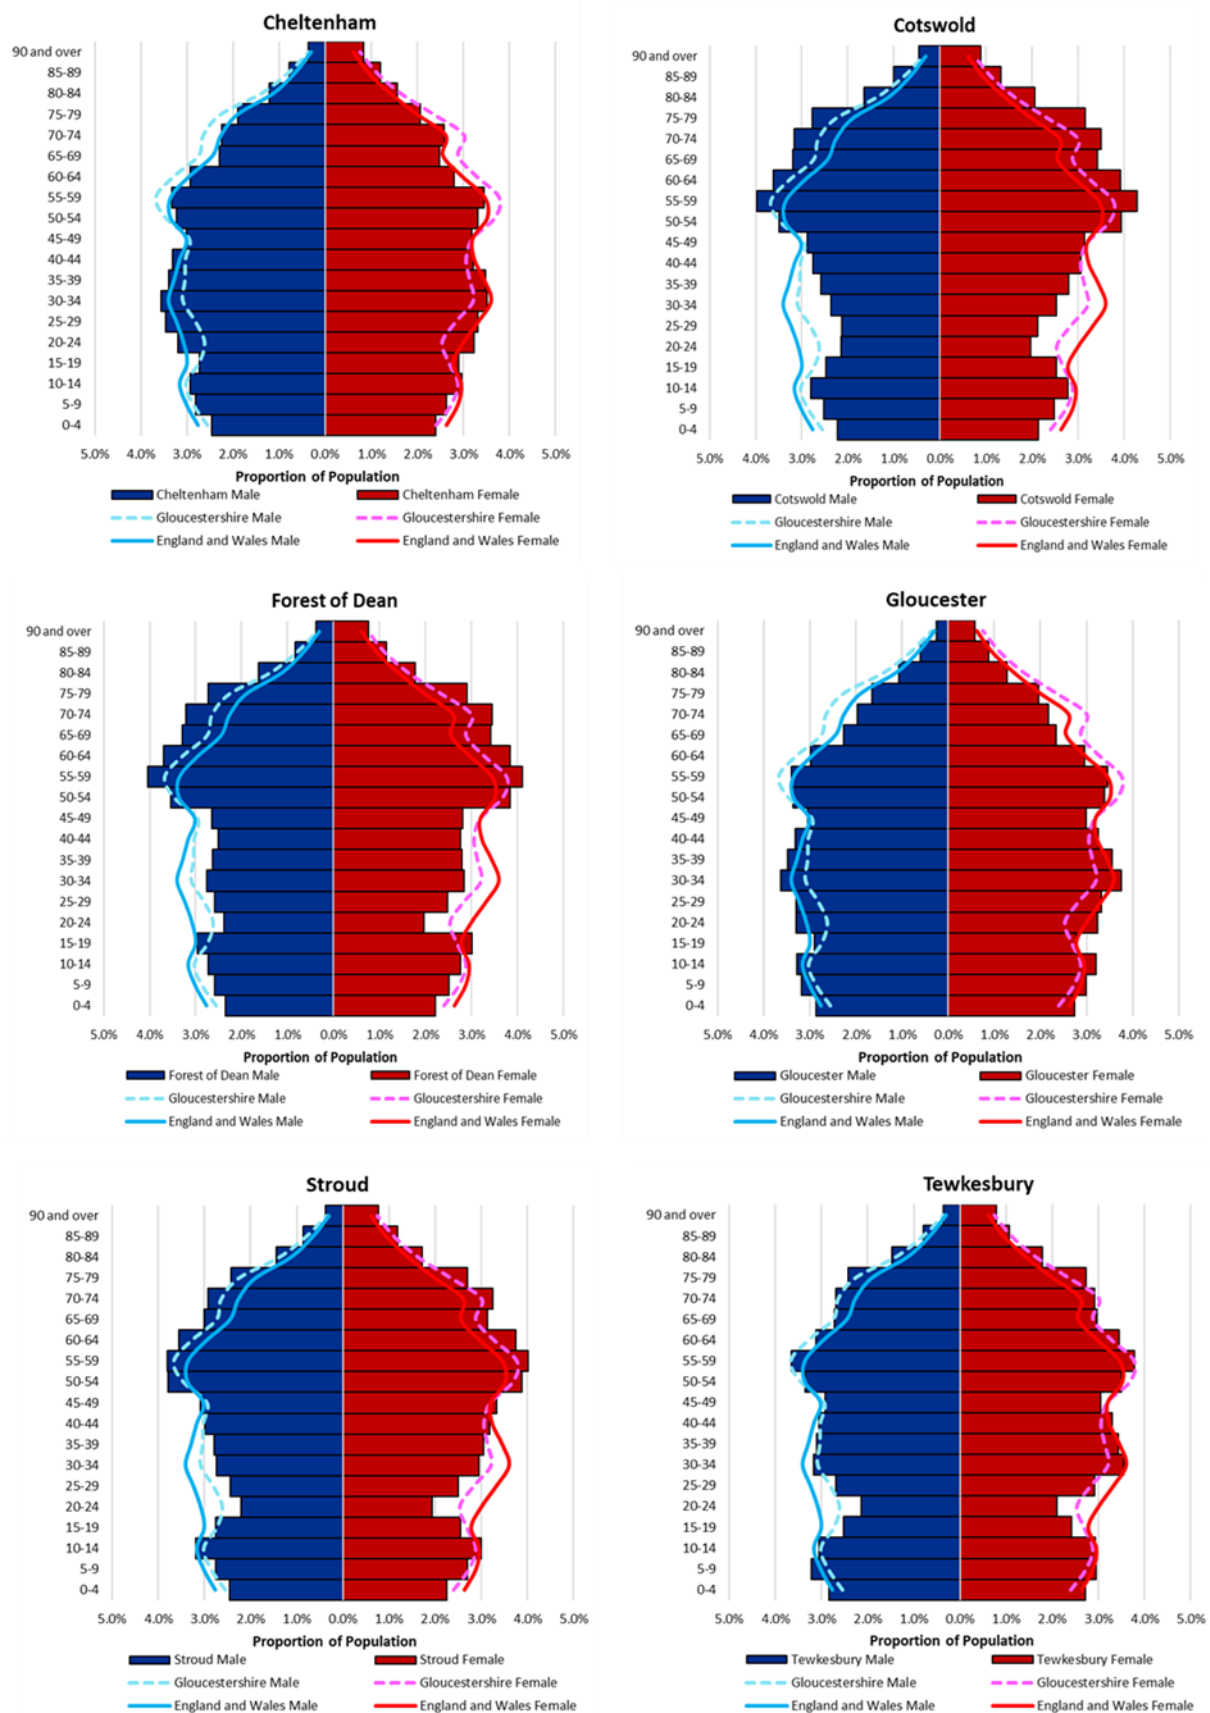 Cheltenham
90 and over
85-89
80-84
75-79
70-74
65-69
60-64
55-59
50-54
45-49
40-44
35-39
30-34
25-29
20-24
15-19
10-14
5-9
0-4
5.0% 4.0% 3.0% 2.0% 1.0% 0.0% 1.0% 2.0% 3.0% 4.0% 5.0%
Proportion of Population
Cheltenham Male Cheltenham Female
Gloucestershire Male Gloucestershire Female
England and Wales Male England and Wales Female
Cotswold
90 and over
85-89
80-84
75-79
70-74
65-69
60-64
55-59
50-54
45-49
40-44
35-39
30-34
25-29
20-24
15-19
10-14
5-9
0-4
5.0% 4.0% 3.0% 2.0% 1.0% 0.0% 1.0% 2.0% 3.0% 4.0% 5.0%
Proportion of Population
Cotswold Male Cotswold Female
Gloucestershire Male Gloucestershire Female
England and Wales Male England and Wales Female
Forest of Dean
90 and over
85-89
80-84
75-79
70-74
65-69
60-64
55-59
50-54
45-49
40-44
35-39
30-34
25-29
20-24
15-19
10-14
5-9
0-4
5.0% 4.0% 3.0% 2.0% 1.0% 0.0% 1.0% 2.0% 3.0% 4.0% 5.0%
Proportion of Population
Forest of Dean Male Forest of Dean Female
Gloucestershire Male Gloucestershire Female
England and Wales Male England and Wales Female
Gloucester
90 and over
85-89
80-84
75-79
70-74
65-69
60-64
55-59
50-54
45-49
40-44
35-39
30-34
25-29
20-24
15-19
10-14
5-9
0-4
5.0% 4.0% 3.0% 2.0% 1.0% 0.0% 1.0% 2.0% 3.0% 4.0% 5.0%
Proportion of Population
Gloucester Male Gloucester Female
Gloucestershire Male Gloucestershire Female
England and Wales Male England and Wales Female
Stroud
90 and over
85-89
80-84
75-79
70-74
65-69
60-64
55-59
50-54
45-49
40-44
35-39
30-34
25-29
20-24
15-19
10-14
5-9
0-4
5.0% 4.0% 3.0% 2.0% 1.0% 0.0% 1.0% 2.0% 3.0% 4.0% 5.0%
Proportion of Population
Stroud Male Stroud Female
Gloucestershire Male Gloucestershire Female
England and Wales Male England and Wales Female
Tewkesbury
90 and over
85-89
80-84
75-79
70-74
65-69
60-64
55-59
50-54
45-49
40-44
35-39
30-34
25-29
20-24
15-19
10-14
5-9
0-4
5.0% 4.0% 3.0% 2.0% 1.0% 0.0% 1.0% 2.0% 3.0% 4.0% 5.0%
Proportion of Population
Tewkesbury Male Tewkesbury Female
Gloucestershire Male Gloucestershire Female
England and Wales Male England and Wales Female